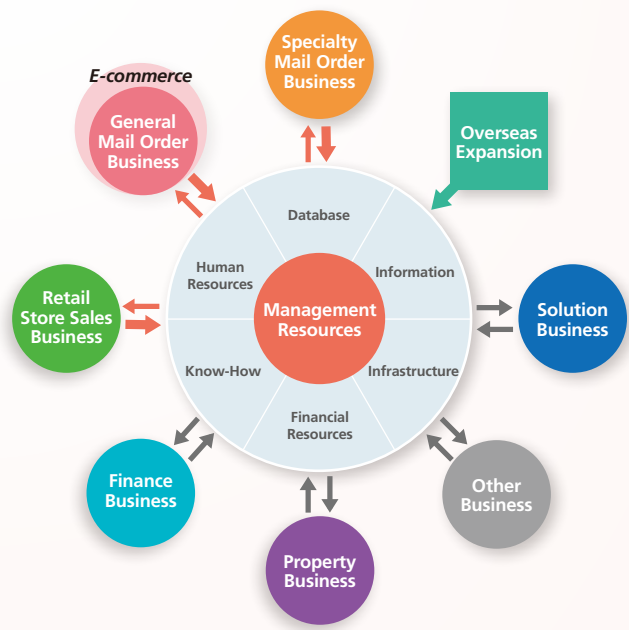 Specialty
Mail Order
Business
E-commerce
General
Mail Order
Business
Overseas
Expansion
Database
Human
Resources
Information
Management
Resources
Retail
Store Sales
Business
Solution
Business
Know-How
Infrastructure
Financial
Resources
Finance
Business
Other
Business
Property
Business